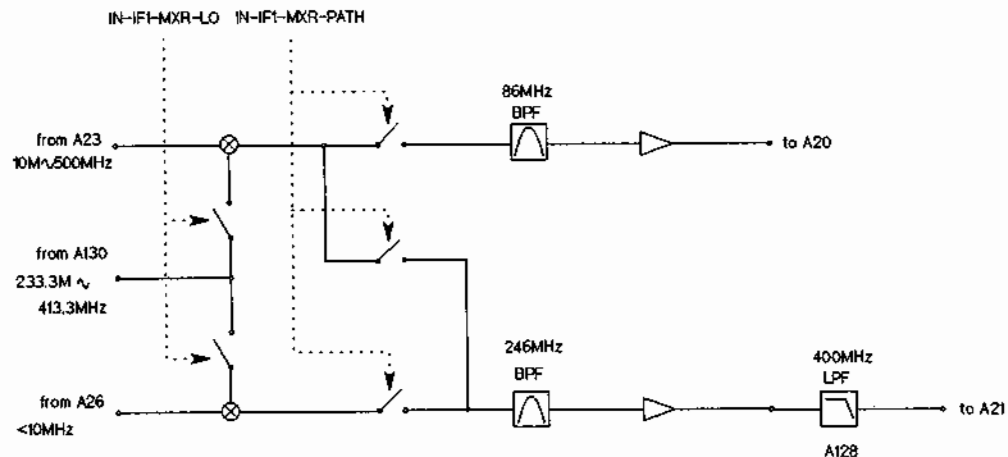 IN-IF1-MXR-LO IN-IF1-MXR-PATH
86MHz
BPF
from A23
10M∿500MHz
to A20
from A130
233.3M ∿
413.3MHz
246MHz
BPF
400MHz
LPF
from A26
<10MHz
to A21
A128